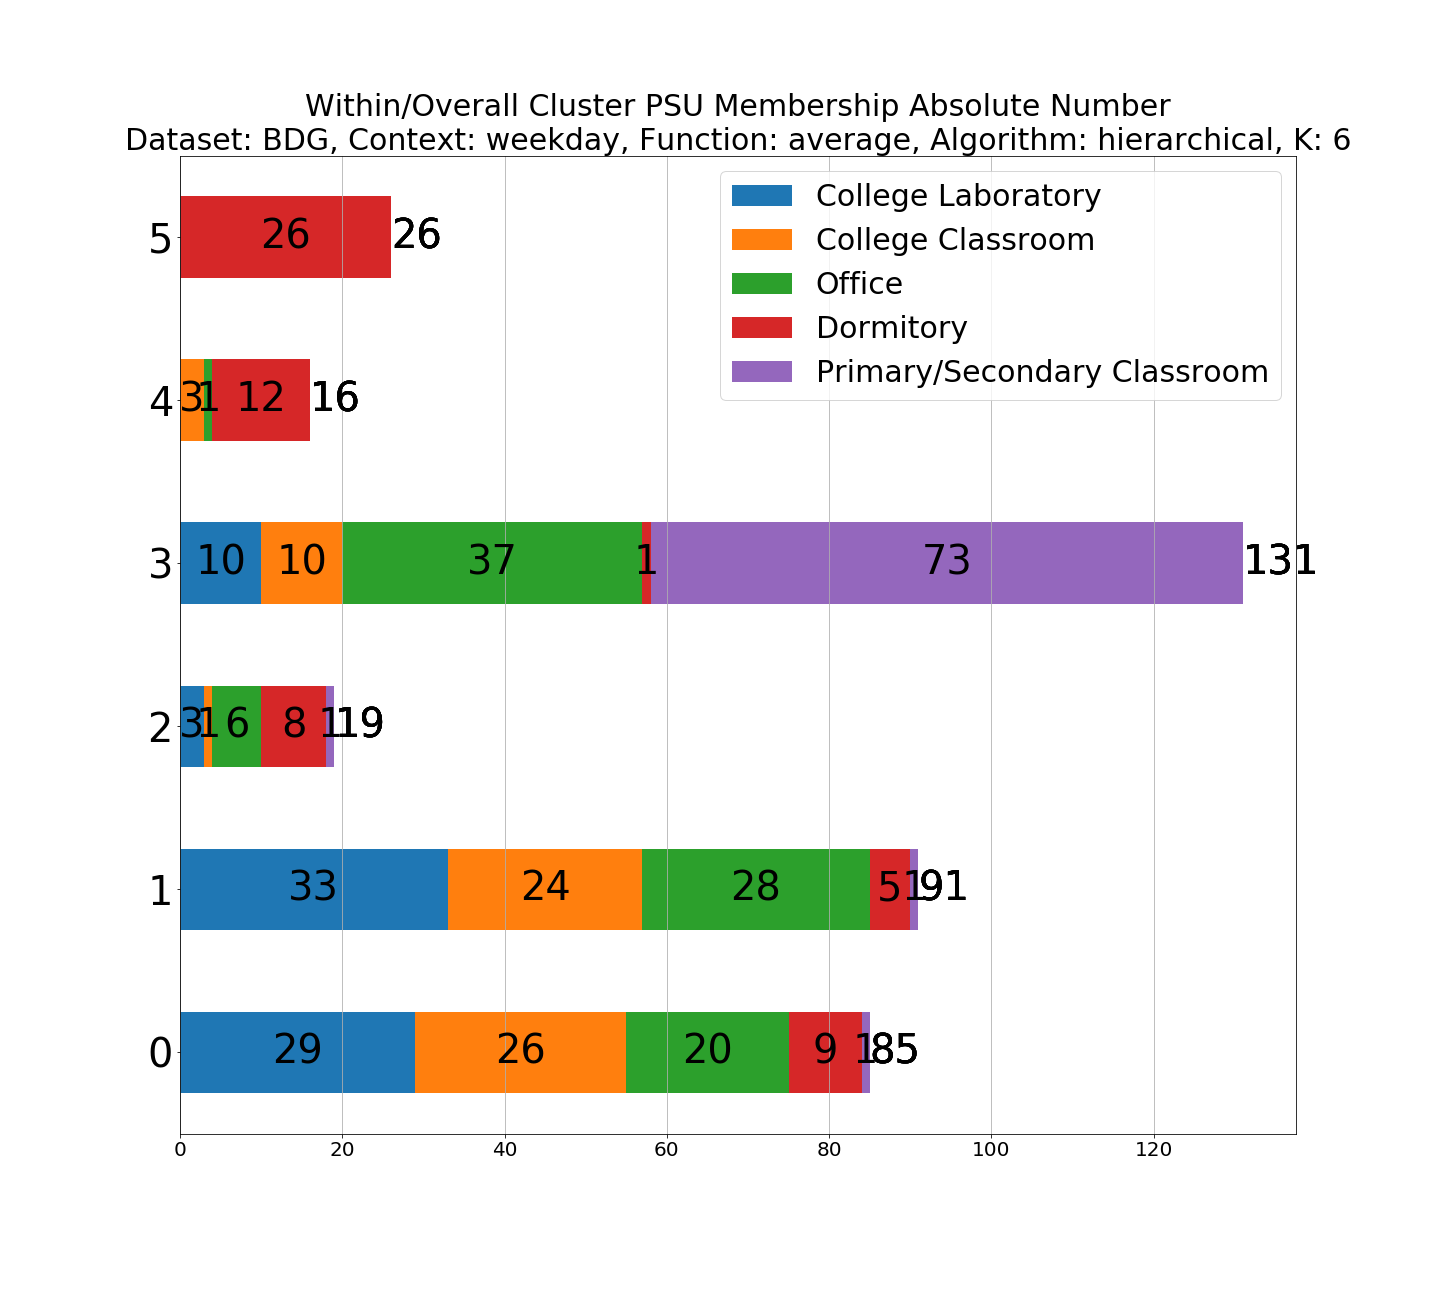 Within/Overall Cluster PSU Membership Absolute Number
Dataset: BDG, Context: weekday, Function: average, Algorithm: hierarchical, K: 6
College Laboratory
College Classroom
Office
Dormitory
Primary/Secondary Classroom
5 26 26
4 3 1 12 16
3 10 10 37 1 73 131
2 3 1 6 8 1 19
1 33 24 28 5 1 91
0 29 26 20 9 1 85
0 20 40 60 80 100 120